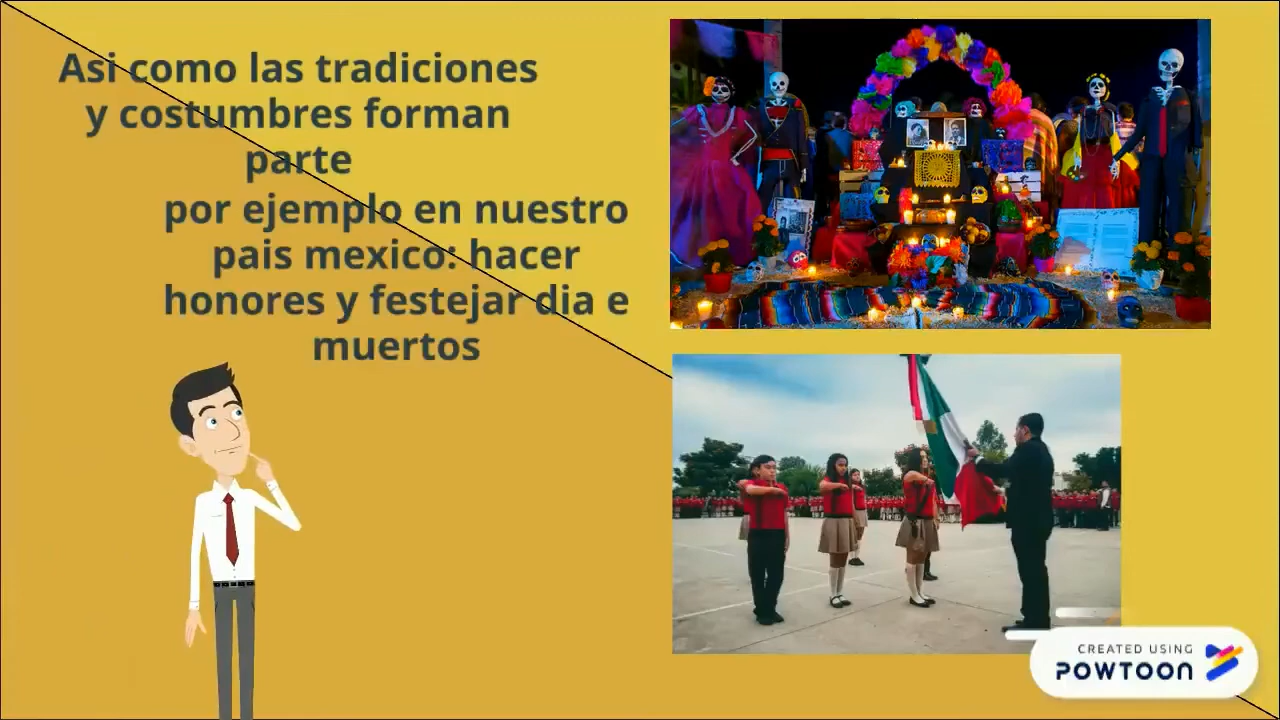 Asi como las tradiciones
y costumbres forman
parte
por ejemplo en nuestro
pais mexico: hacer
honores y festejar dia e
muertos
CREATED USING
POWTOON